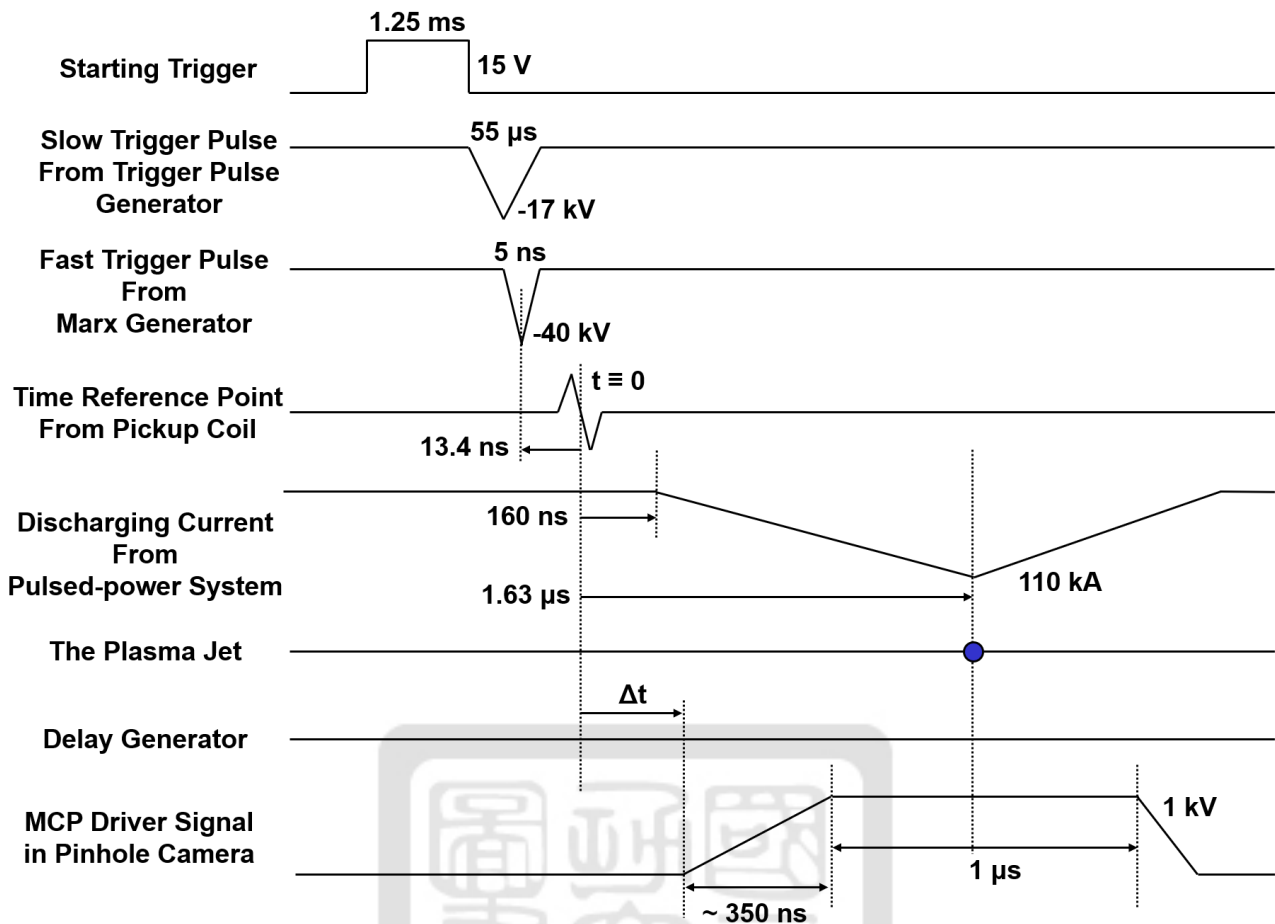 1.25 ms
Starting Trigger
15 V
Slow Trigger Pulse
From Trigger Pulse
Generator
55 µs
-17 kV
Fast Trigger Pulse
From
Marx Generator
5 ns
-40 kV
Time Reference Point
From Pickup Coil
t ≡ 0
13.4 ns
Discharging Current
From
Pulsed-power System
160 ns
1.63 µs
110 kA
The Plasma Jet
Δt
Delay Generator
MCP Driver Signal
in Pinhole Camera
1 kV
1 µs
~ 350 ns